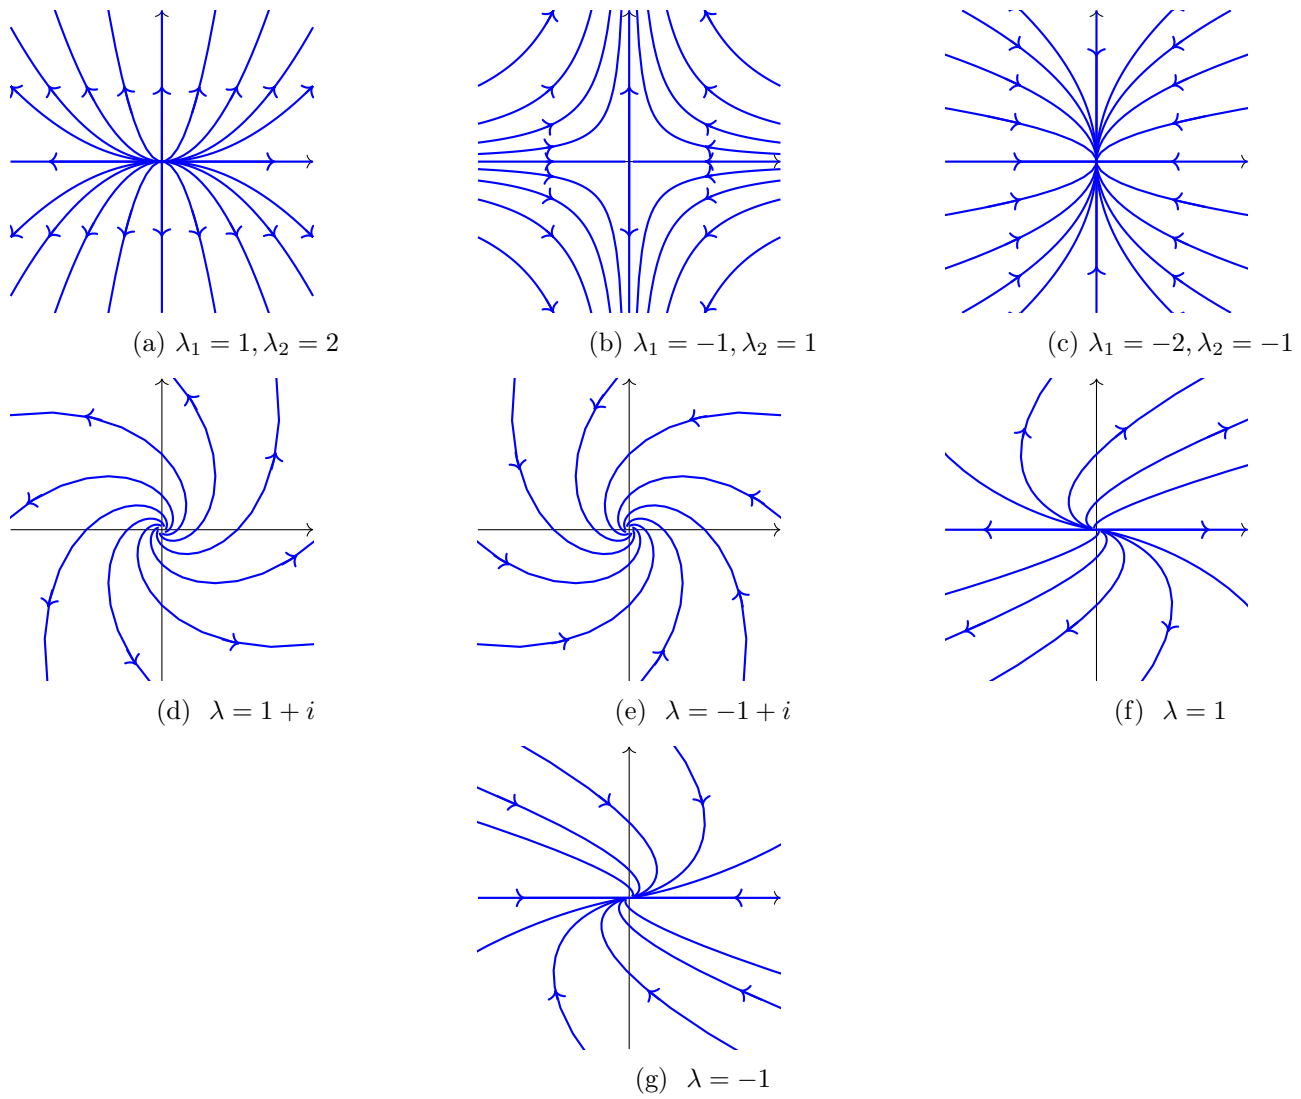 (a) λ₁ = 1, λ₂ = 2
(b) λ₁ = −1, λ₂ = 1
(c) λ₁ = −2, λ₂ = −1
(d) λ = 1 + i
(e) λ = −1 + i
(f) λ = 1
(g) λ = −1